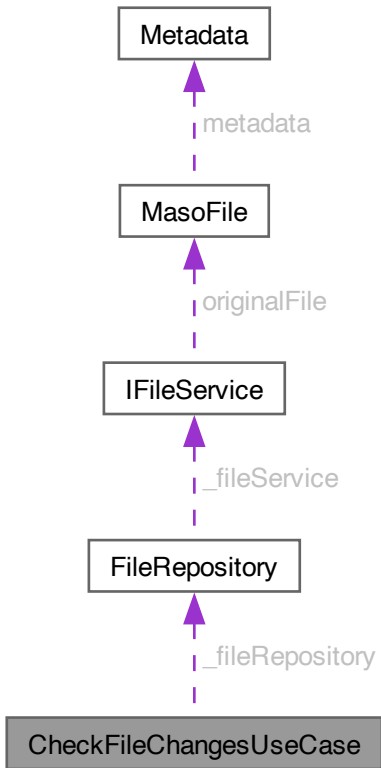 Metadata
metadata
MasoFile
originalFile
IFileService
_fileService
FileRepository
_fileRepository
CheckFileChangesUseCase